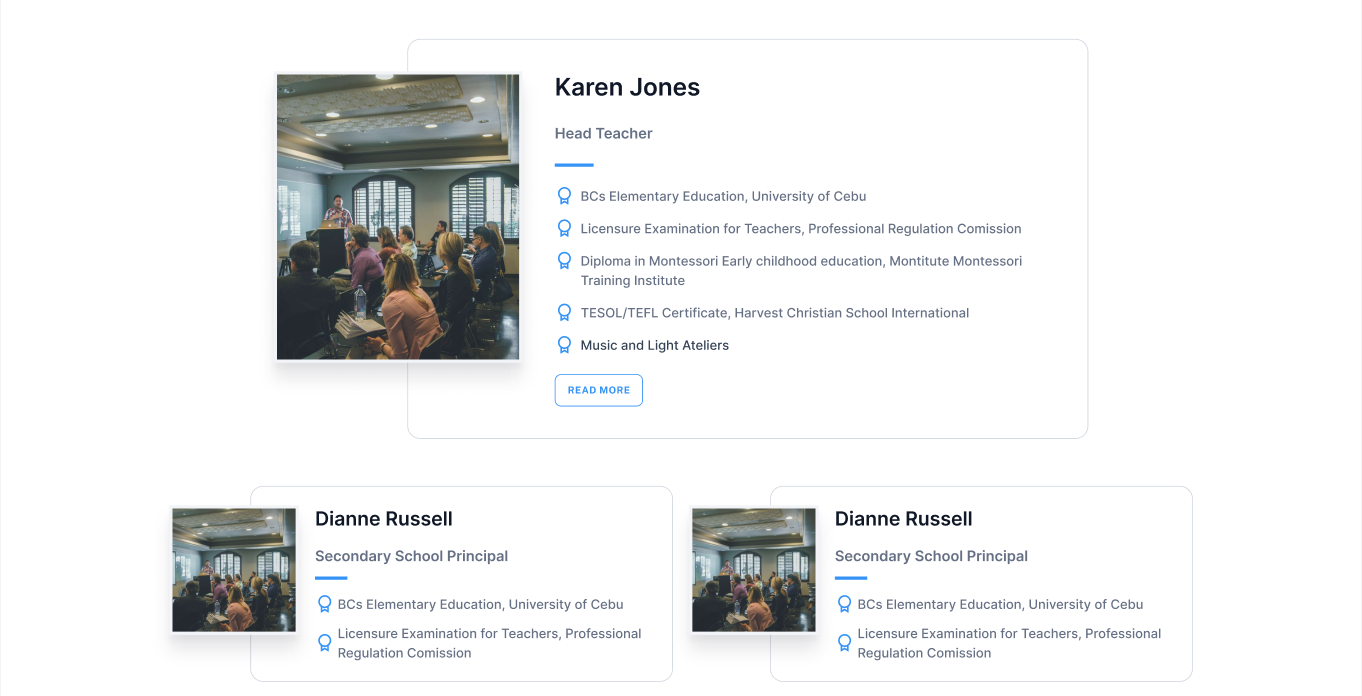 Karen Jones
Head Teacher
BCs Elementary Education, University of Cebu
Licensure Examination for Teachers, Professional Regulation Comission
Diploma in Montessori Early childhood education, Montitute Montessori
Training Institute
TESOL/TEFL Certificate, Harvest Christian School International
Music and Light Ateliers
READ MORE
Dianne Russell
Secondary School Principal
BCs Elementary Education, University of Cebu
Licensure Examination for Teachers, Professional
Regulation Comission
Dianne Russell
Secondary School Principal
BCs Elementary Education, University of Cebu
Licensure Examination for Teachers, Professional
Regulation Comission